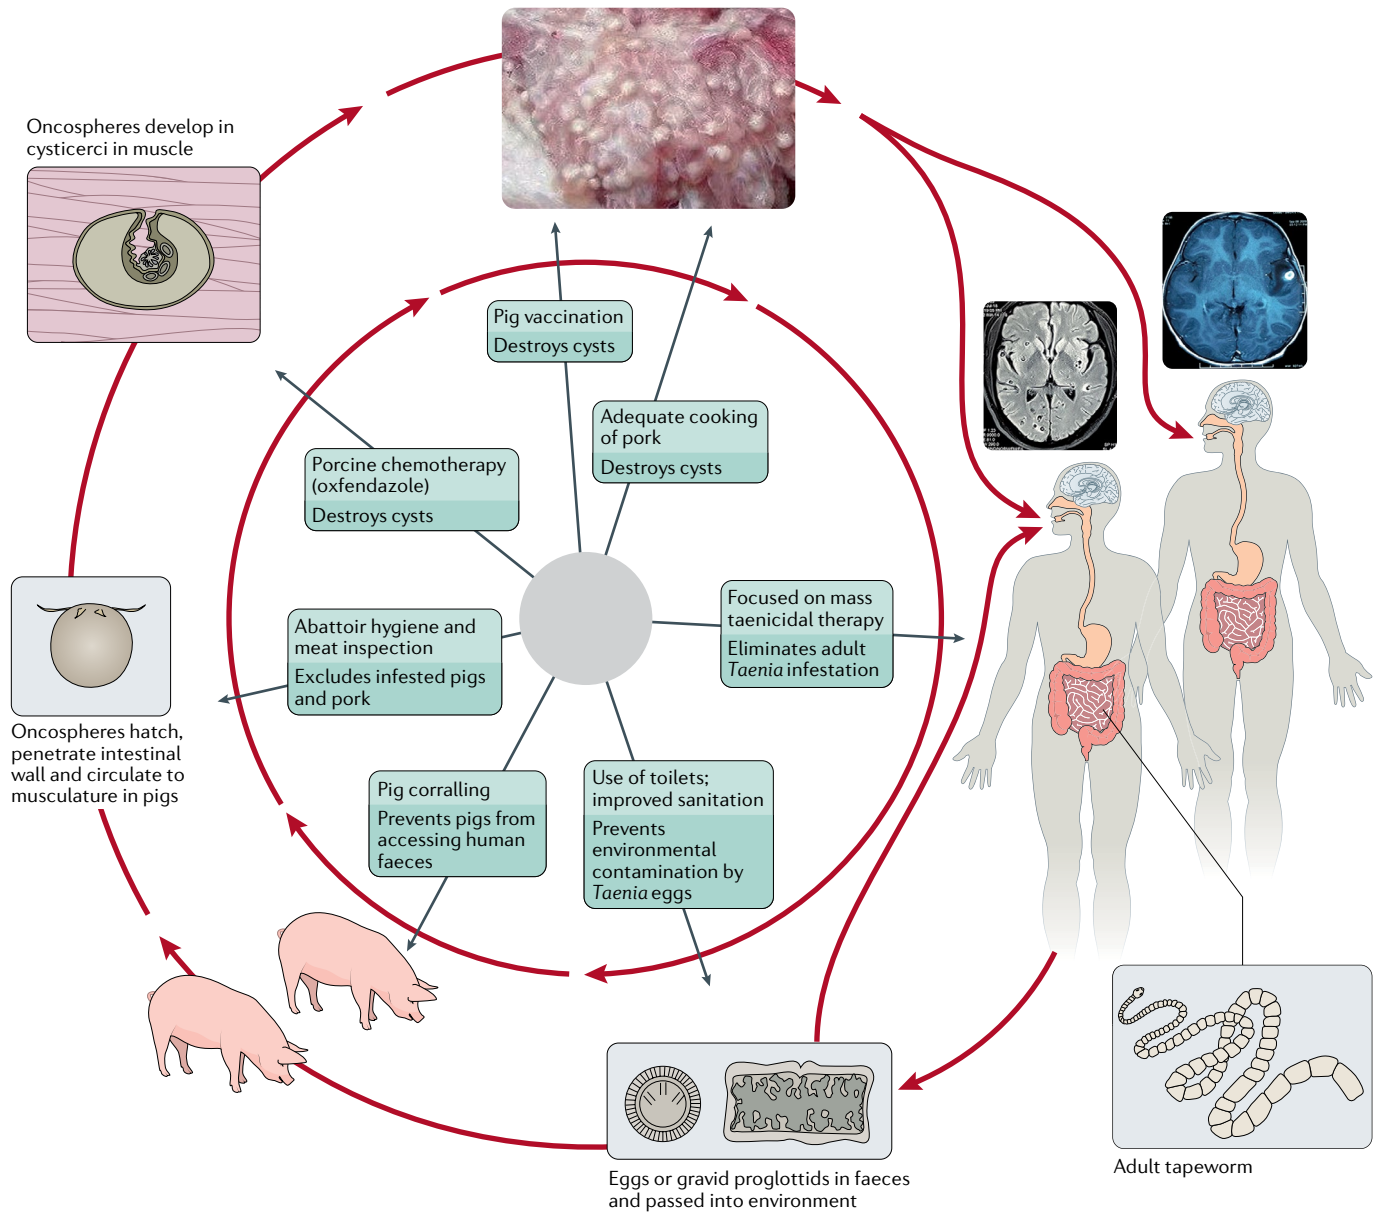 Oncospheres develop in
cysticerci in muscle
Pig vaccination
Destroys cysts
Adequate cooking
of pork
Destroys cysts
Porcine chemotherapy
(oxfendazole)
Destroys cysts
Focused on mass
taenicidal therapy
Eliminates adult
Taenia infestation
Abattoir hygiene and
meat inspection
Excludes infested pigs
and pork
Oncospheres hatch,
penetrate intestinal
wall and circulate to
musculature in pigs
Pig corralling
Prevents pigs from
accessing human
faeces
Use of toilets;
improved sanitation
Prevents
environmental
contamination by
Taenia eggs
Adult tapeworm
Eggs or gravid proglottids in faeces
and passed into environment